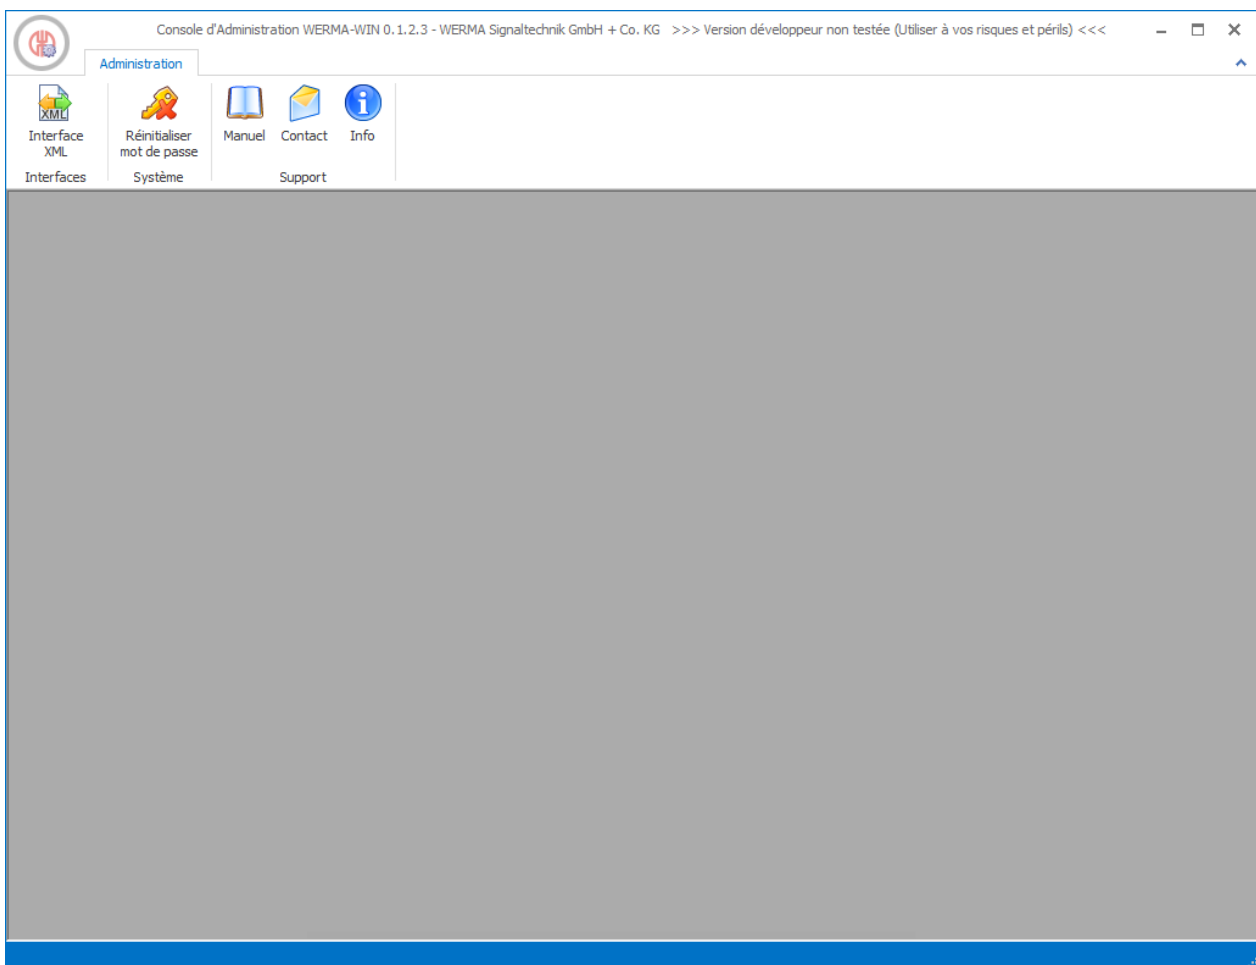 Console d'Administration WERMA-WIN 0.1.2.3 - WERMA Signaltechnik GmbH + Co. KG >>> Version développeur non testée (Utiliser à vos risques et périls) <<<
Administration
XML
Interface
XML
Réinitialiser
mot de passe
Manuel
Contact
Info
Interfaces
Système
Support